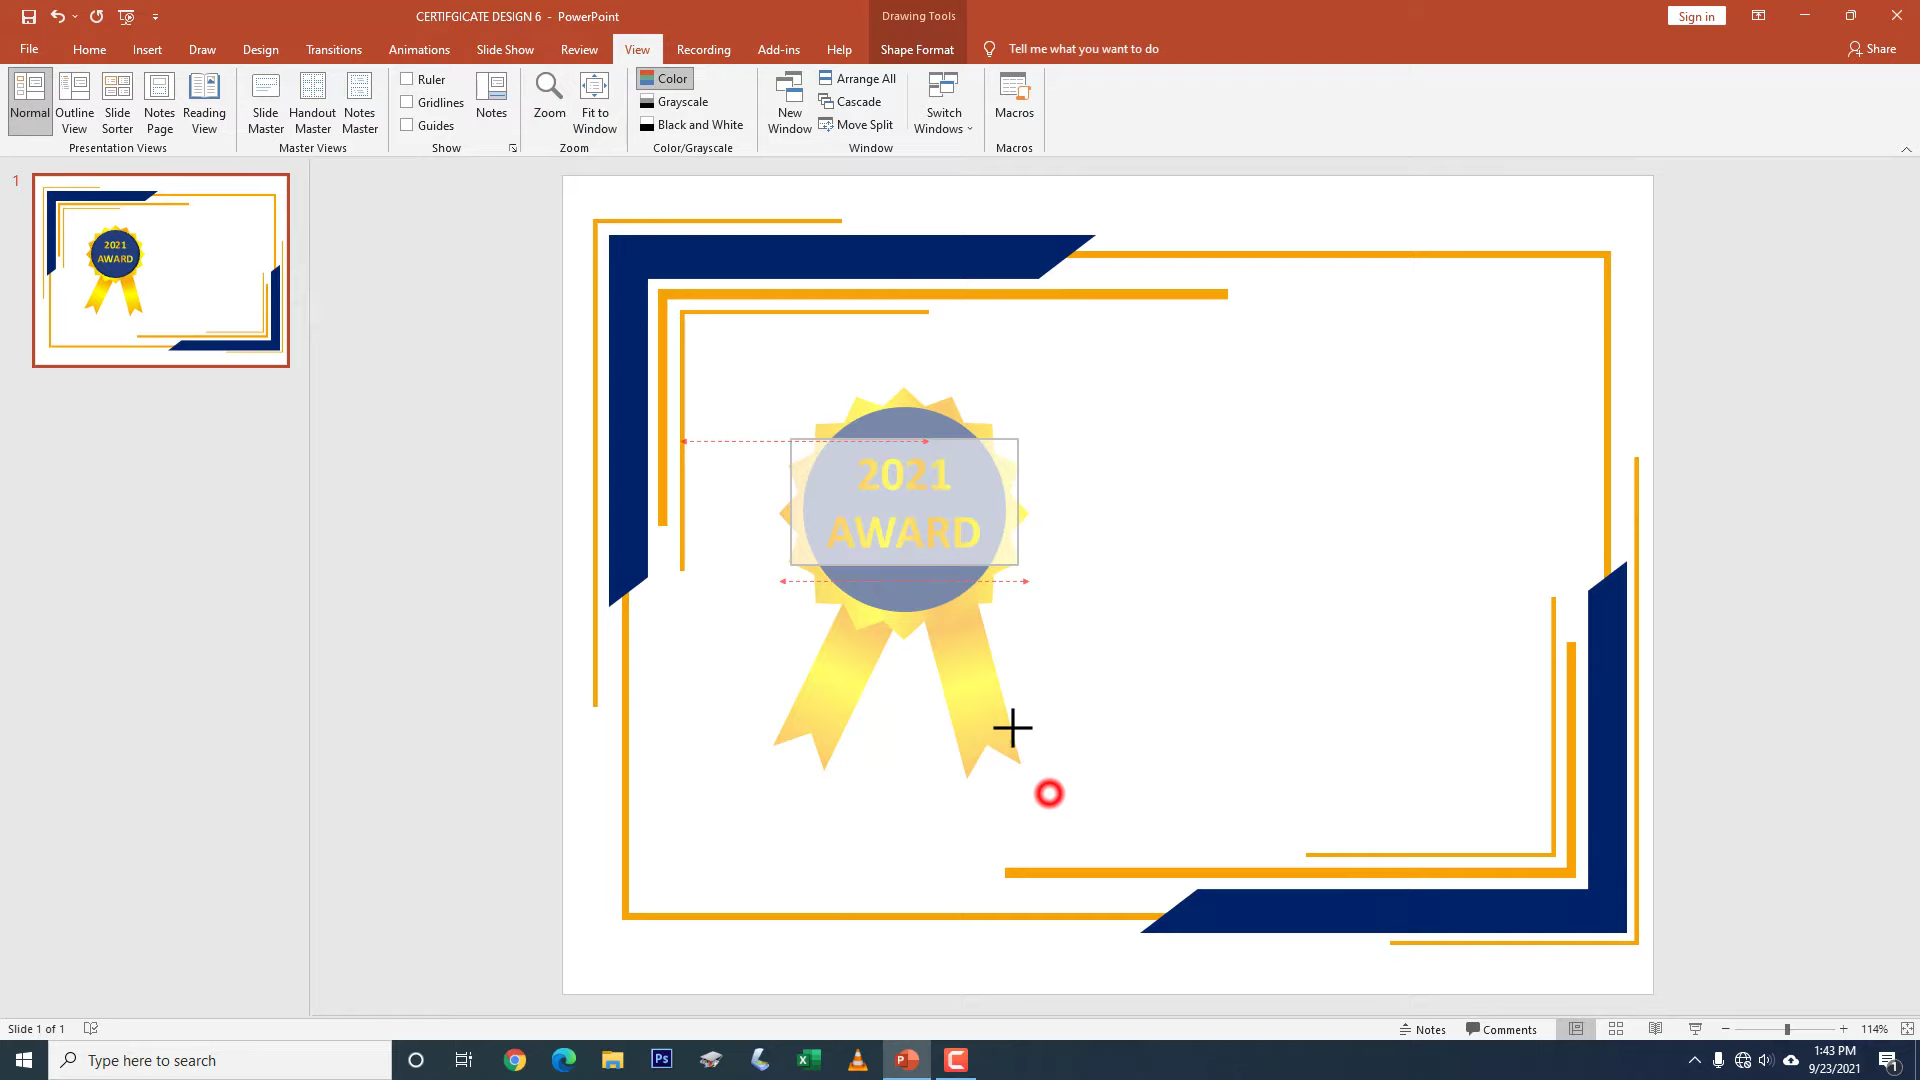 CERTIFGICATE DESIGN 6 - PowerPoint
Drawing Tools
Sign in
File Home Insert Draw Design Transitions Animations Slide Show Review View Recording Add-ins Help Shape Format Tell me what you want to do Share
Normal
Outline View
Slide Sorter
Notes Page
Reading View
Presentation Views
Slide Master
Handout Master
Notes Master
Master Views
Ruler
Gridlines
Guides
Notes
Show
Zoom
Fit to Window
Zoom
Color
Grayscale
Black and White
Color/Grayscale
New Window
Arrange All
Cascade
Move Split
Switch Windows
Window
Macros
Macros
1
2021
AWARD
2021
AWARD
Slide 1 of 1
Notes Comments 114%
Type here to search
Ps
1:43 PM
9/23/2021
1